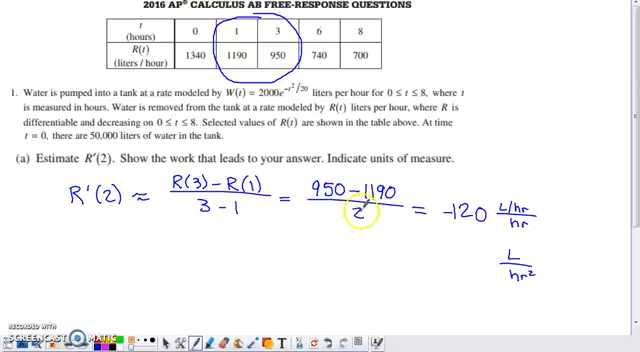 2016 AP® CALCULUS AB FREE-RESPONSE QUESTIONS
t (hours) 0 1 3 6 8
R(t) (liters / hour) 1340 1190 950 740 700
1. Water is pumped into a tank at a rate modeled by W(t) = 2000e^(-t²/20) liters per hour for 0 ≤ t ≤ 8, where t
is measured in hours. Water is removed from the tank at a rate modeled by R(t) liters per hour, where R is
differentiable and decreasing on 0 ≤ t ≤ 8. Selected values of R(t) are shown in the table above. At time
t = 0, there are 50,000 liters of water in the tank.
(a) Estimate R′(2). Show the work that leads to your answer. Indicate units of measure.
R'(2) ≈ (R(3) - R(1))/(3 - 1) = (950 - 1190)/2 = -120 (L/hr)/hr
L/hr²
RECORDED WITH
SCREENCAST MATIC